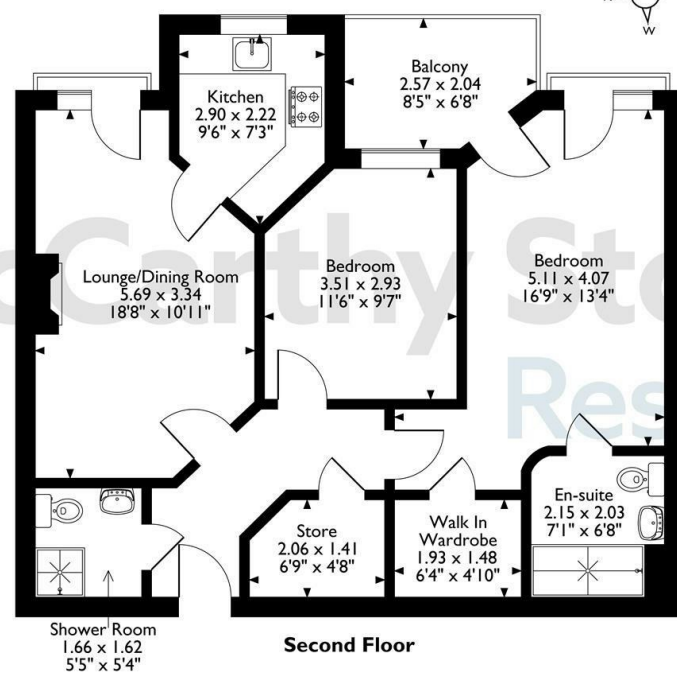 W
Balcony
2.57 x 2.04
8'5" x 6'8"
Kitchen
2.90 x 2.22
9'6" x 7'3"
Lounge/Dining Room
5.69 x 3.34
18'8" x 10'11"
Bedroom
3.51 x 2.93
11'6" x 9'7"
Bedroom
5.11 x 4.07
16'9" x 13'4"
cCarthy Sto
Res
En-suite
2.15 x 2.03
7'1" x 6'8"
Store
2.06 x 1.41
6'9" x 4'8"
Walk In
Wardrobe
1.93 x 1.48
6'4" x 4'10"
Shower Room
1.66 x 1.62
5'5" x 5'4"
Second Floor